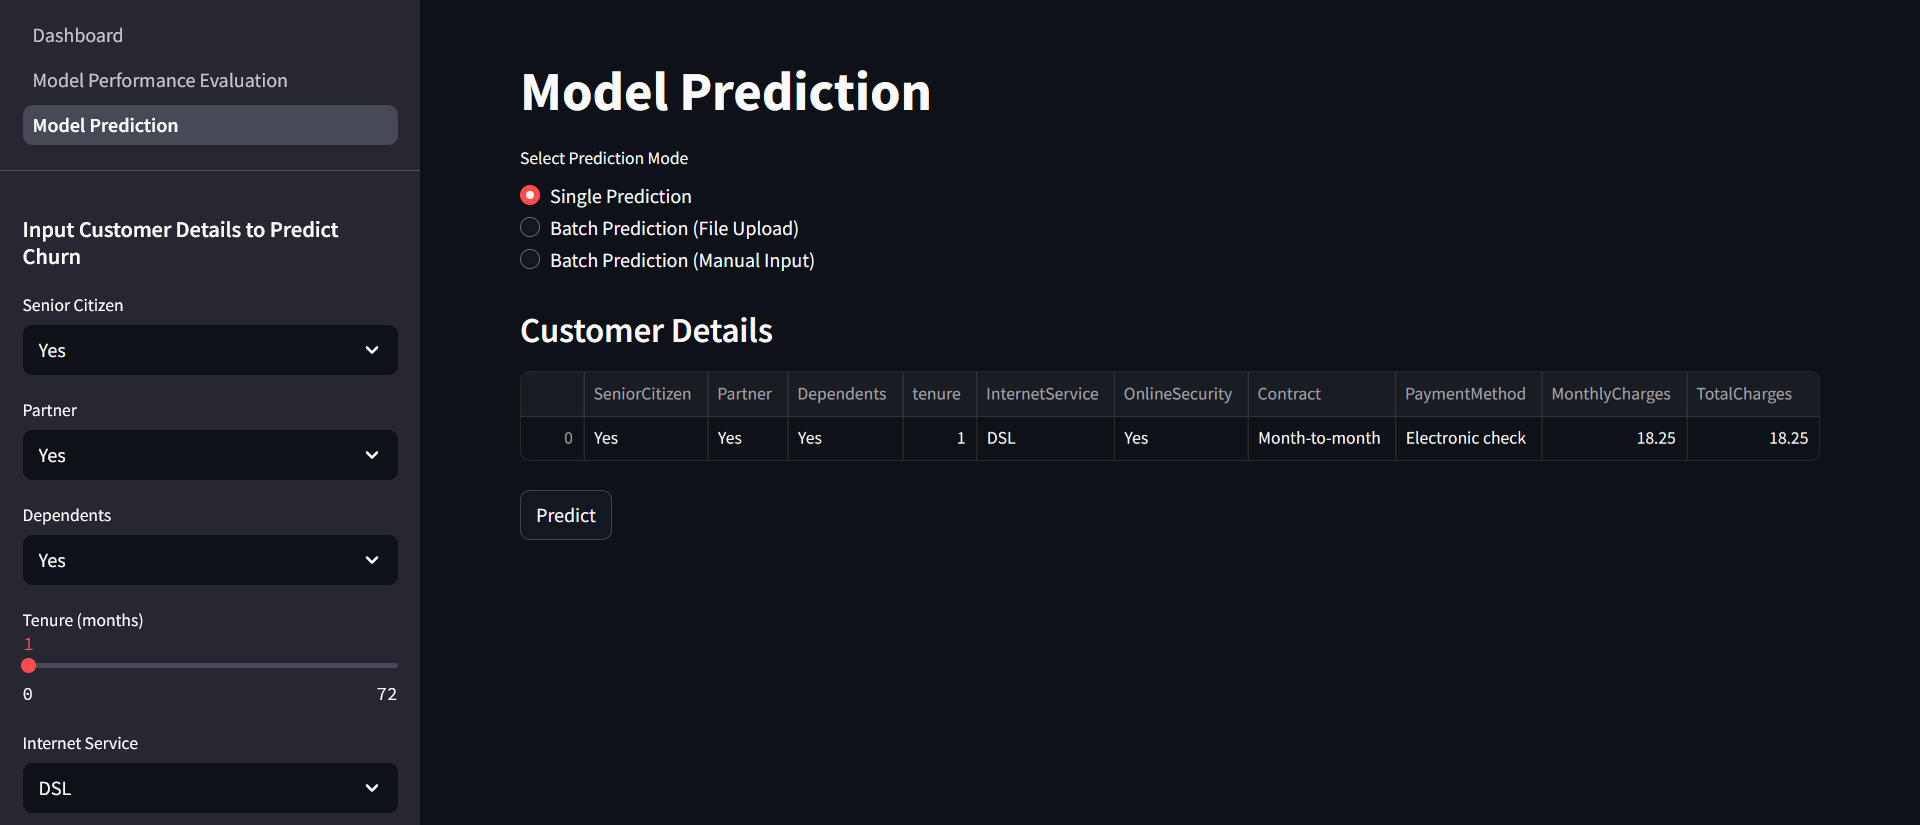 Dashboard
Model Performance Evaluation
Model Prediction
Input Customer Details to Predict
Churn
Senior Citizen
Yes
Partner
Yes
Dependents
Yes
Tenure (months)
1
0 72
Internet Service
DSL
Model Prediction
Select Prediction Mode
Single Prediction
Batch Prediction (File Upload)
Batch Prediction (Manual Input)
Customer Details
SeniorCitizen Partner Dependents tenure InternetService OnlineSecurity Contract PaymentMethod MonthlyCharges TotalCharges
0 Yes Yes Yes 1 DSL Yes Month-to-month Electronic check 18.25 18.25
Predict